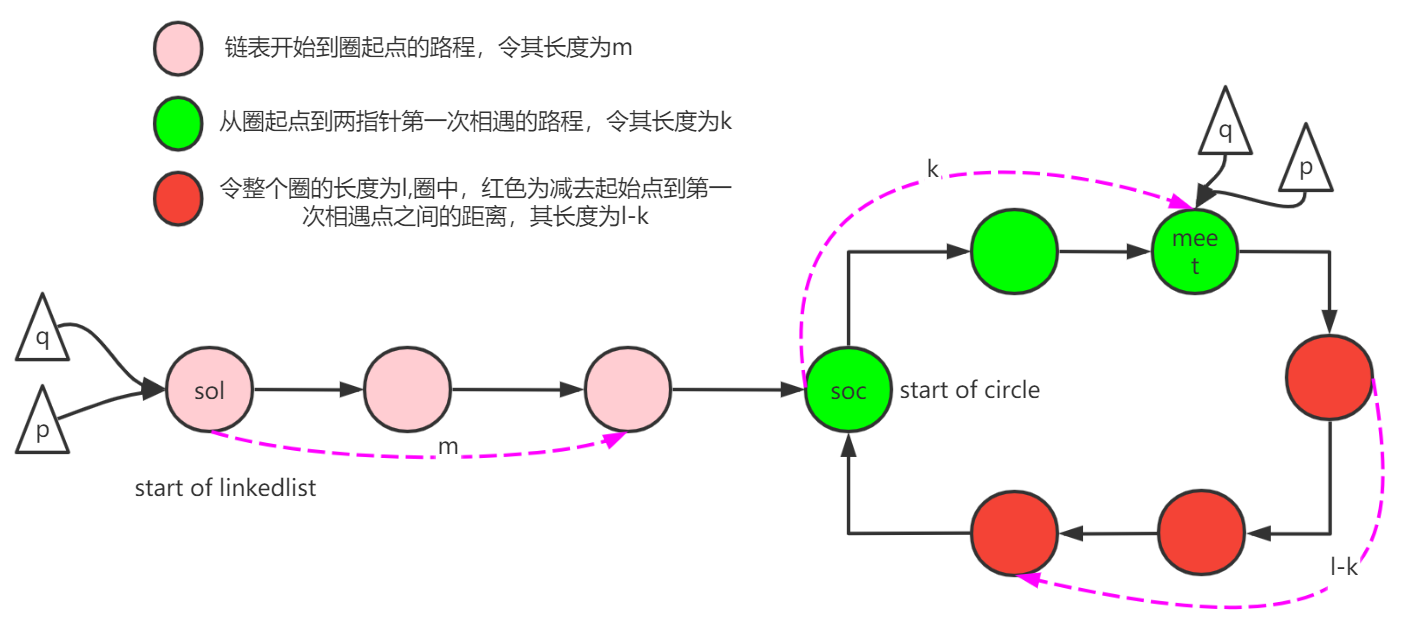 链表开始到圈起点的路程，令其长度为m
从圈起点到两指针第一次相遇的路程，令其长度为k
令整个圈的长度为l,圈中，红色为减去起始点到第一
次相遇点之间的距离，其长度为l-k
q
p
k
mee
t
q
p
sol
soc
start of circle
m
start of linkedlist
l-k